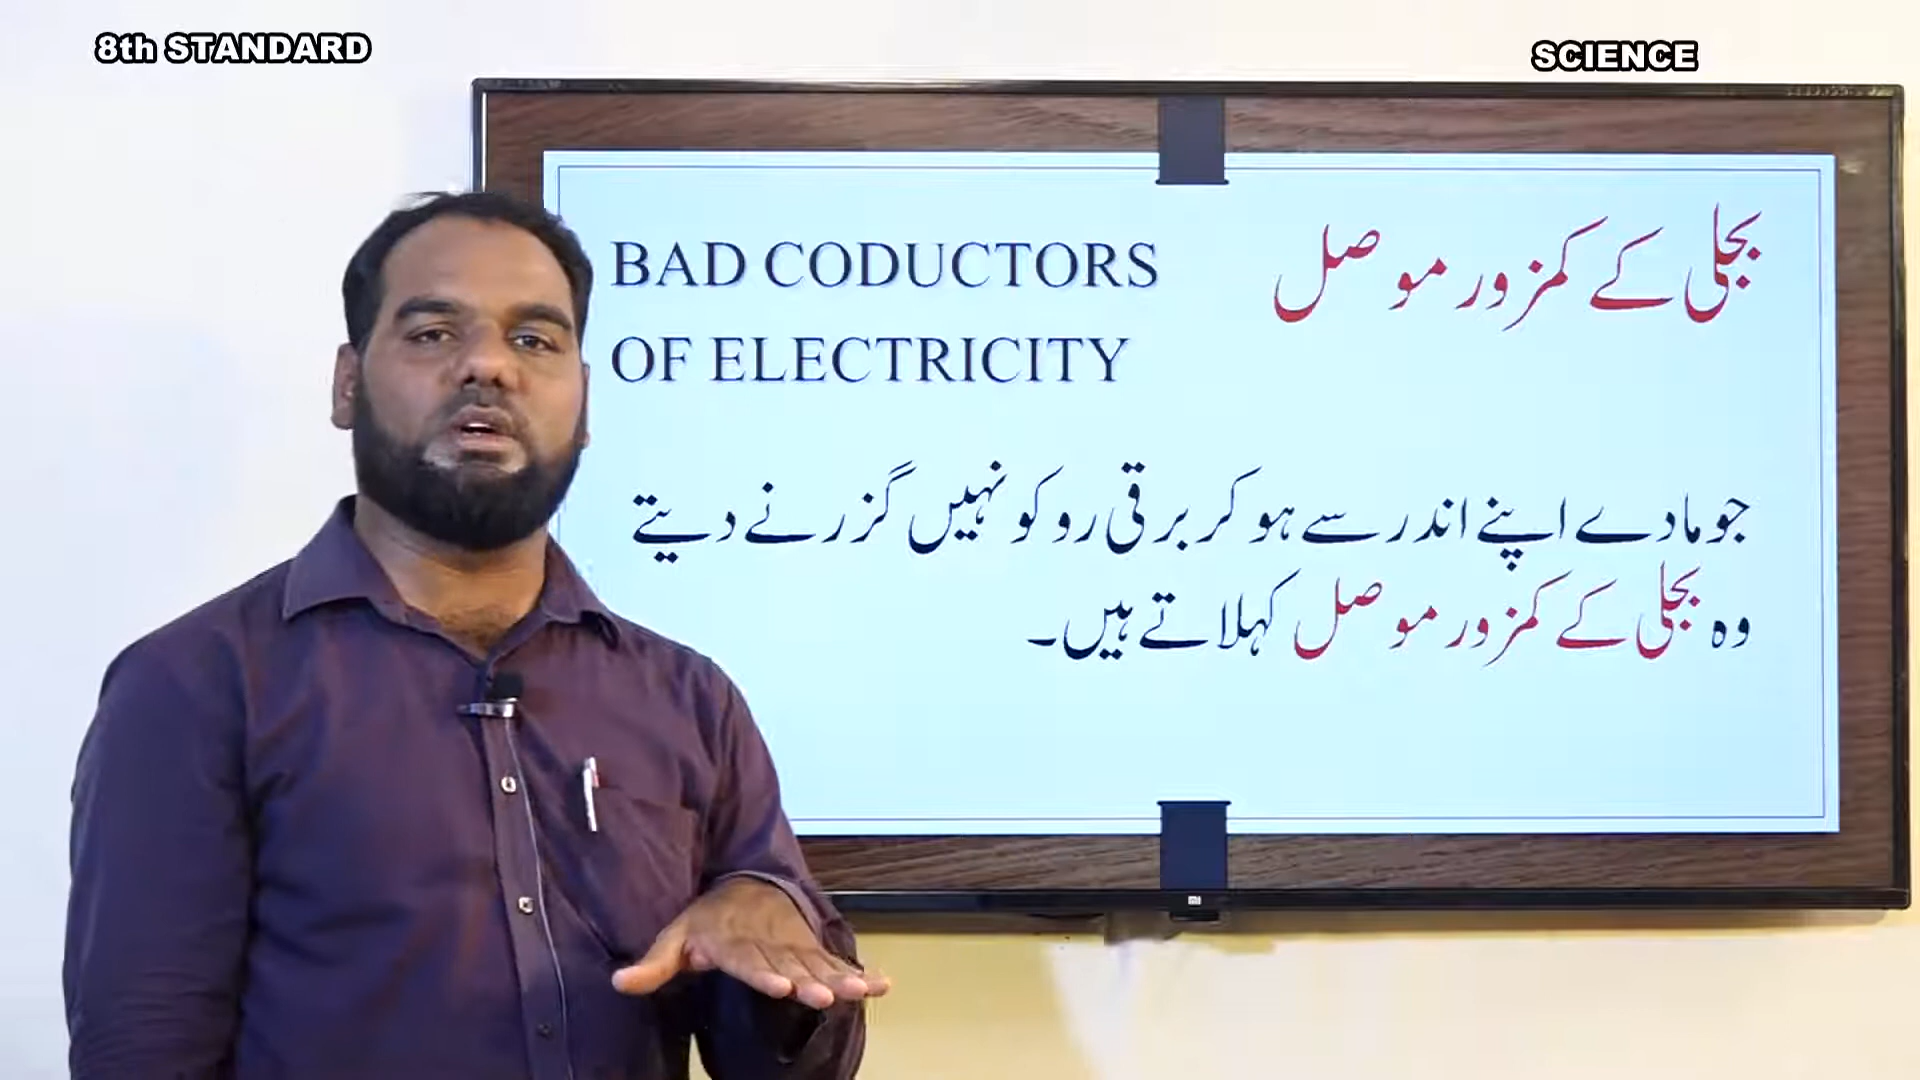 8th STANDARD
SCIENCE
BAD CODUCTORS
OF ELECTRICITY
بجلی کے کمزور موصل
جو مادے اپنے اندر سے ہو کر برقی رو کو نہیں گزرنے دیتے
وہ بجلی کے کمزور موصل کہلاتے ہیں۔
mi